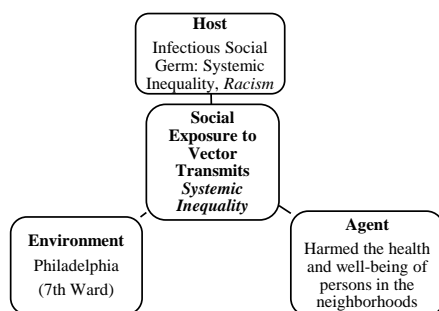 Host
Infectious Social
Germ: Systemic
Inequality, Racism
Social
Exposure to
Vector
Transmits
Systemic
Inequality
Environment
Philadelphia
(7th Ward)
Agent
Harmed the health
and well-being of
persons in the
neighborhoods